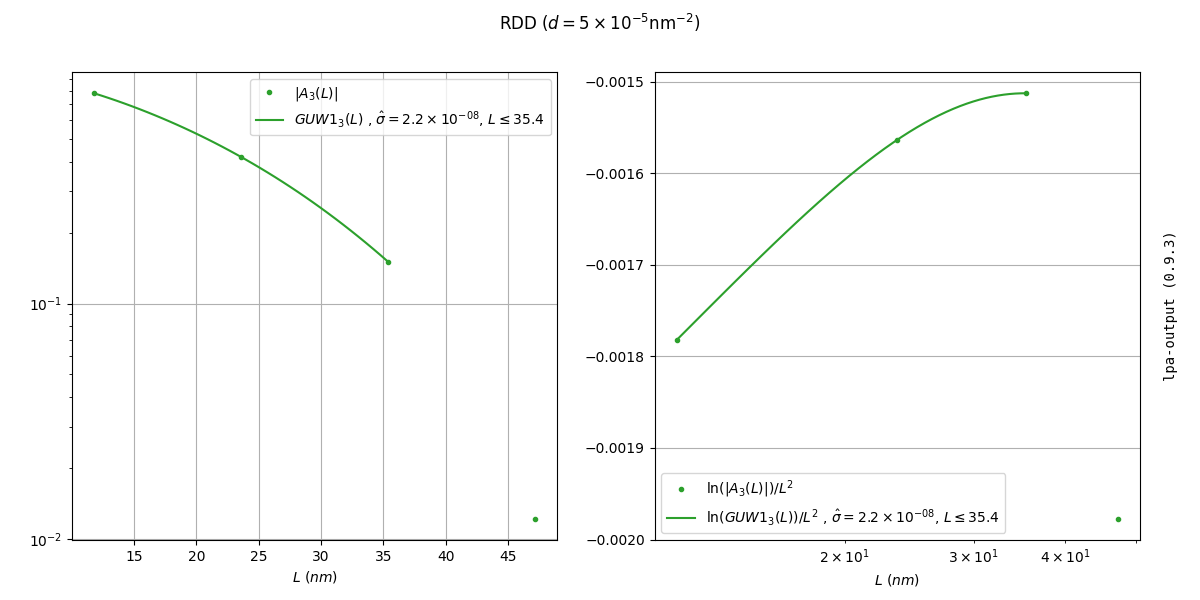 RDD (d = 5 × 10⁻⁵nm⁻²)
|A₃(L)|
GUW1₃(L) , σ̂ = 2.2 × 10⁻⁰⁸, L ≤ 35.4
10⁻¹
10⁻²
15 20 25 30 35 40 45
L (nm)
−0.0015
−0.0016
−0.0017
−0.0018
−0.0019
−0.0020
ln(|A₃(L)|)/L²
ln(GUW1₃(L))/L² , σ̂ = 2.2 × 10⁻⁰⁸, L ≤ 35.4
2 × 10¹ 3 × 10¹ 4 × 10¹
L (nm)
lpa-output (0.9.3)